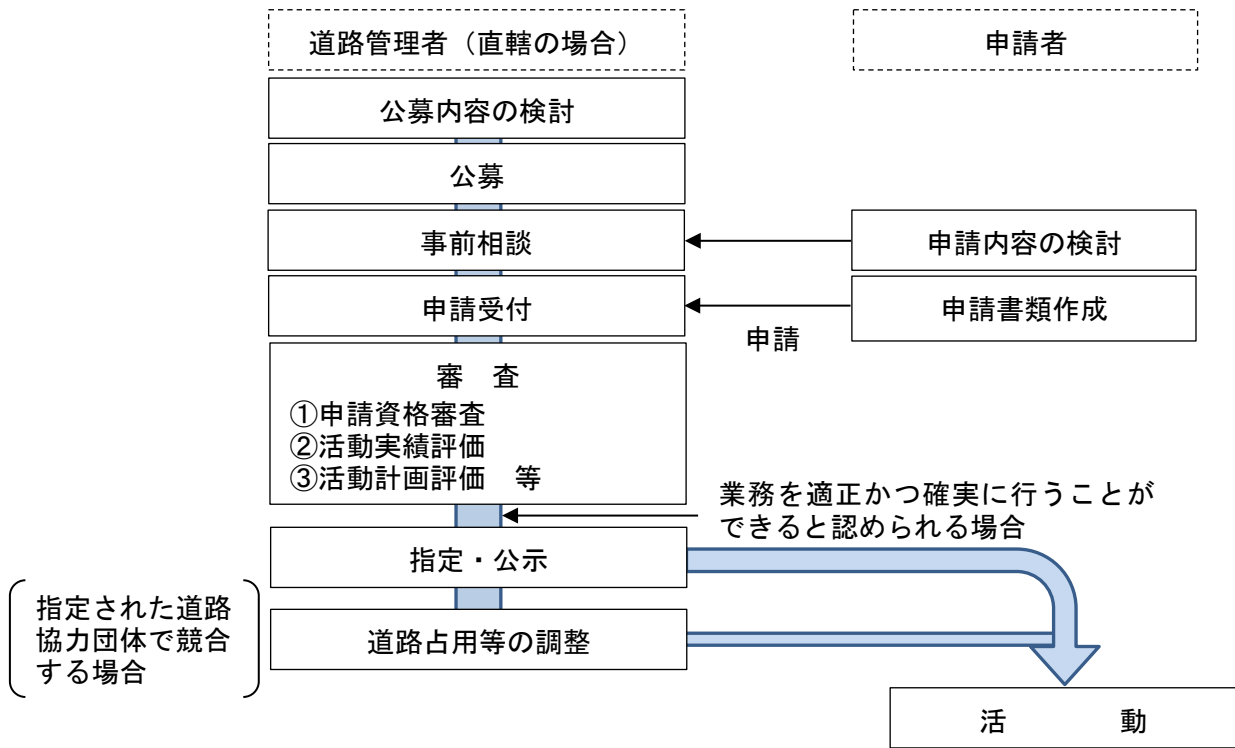 道路管理者（直轄の場合）
申請者
公募内容の検討
公募
事前相談
申請内容の検討
申請受付
申請書類作成
申請
審　査
①申請資格審査
②活動実績評価
③活動計画評価　等
業務を適正かつ確実に行うことが
できると認められる場合
指定・公示
指定された道路
協力団体で競合
する場合
道路占用等の調整
活　　　動